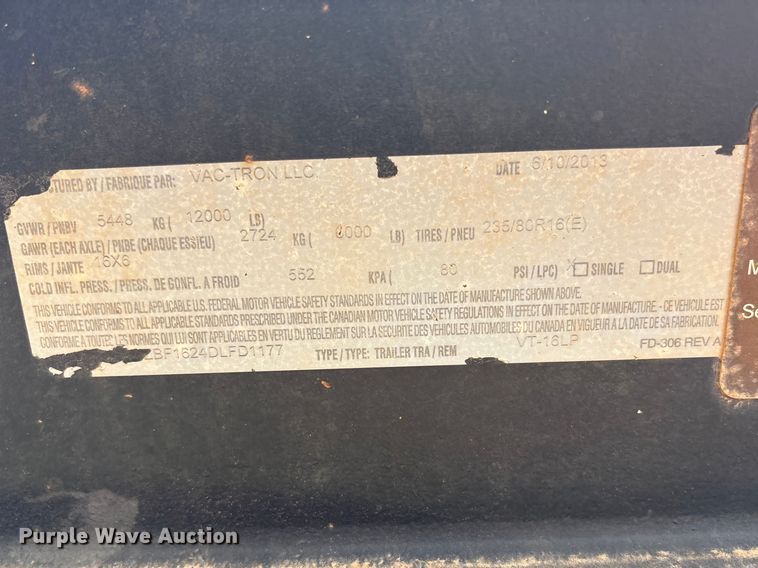 TURED BY / FABRIQUE PAR: VAC-TRON LLC. DATE 6/10/2013
GVWR / PNBV 5448 KG ( 12000 LB)
GAWR (EACH AXLE) / PNBE (CHAQUE ESSIEU) 2724 KG ( 6000 LB) TIRES / PNEU 235/80R16(E)
RIMS / JANTE 16X6
COLD INFL. PRESS. / PRESS. DE GONFL. A FROID 552 KPA ( 80 PSI / LPC) X SINGLE DUAL
THIS VEHICLE CONFORMS TO ALL APPLICABLE U.S. FEDERAL MOTOR VEHICLE SAFETY STANDARDS IN EFFECT ON THE DATE OF MANUFACTURE SHOWN ABOVE.
THIS VEHICLE CONFORMS TO ALL APPLICABLE STANDARDS PRESCRIBED UNDER THE CANADIAN MOTOR VEHICLE SAFETY REGULATIONS IN EFFECT ON THE DATE OF MANUFACTURE. - CE VEHICULE EST
CONFORME A TOUTES LES NORMES QUI LUI SONT APPLICABLES EN VERTU DU REGLEMENT SUR LA SECURITE DES VEHICULES AUTOMOBILES DU CANADA EN VIGUEUR A LA DATE DE SA FABRICATION.
BF1624DLFD1177 TYPE / TYPE: TRAILER TRA / REM VT-16LP FD-306 REV A
M
Se
Purple Wave Auction